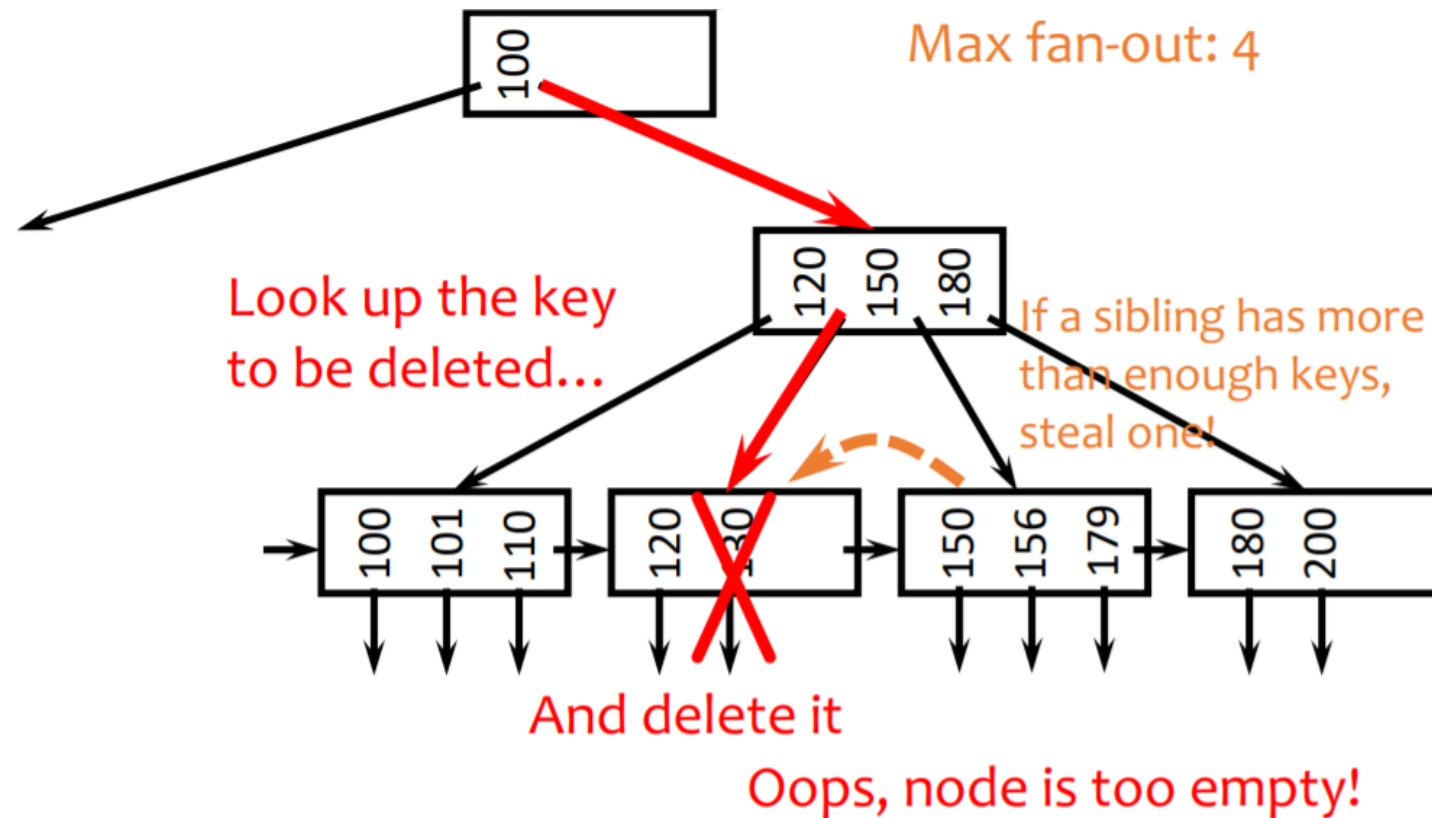 100
Max fan-out: 4
120 150 180
Look up the key
to be deleted...
If a sibling has more
than enough keys,
steal one!
100 101 110
120 130
150 156 179
180 200
And delete it
Oops, node is too empty!